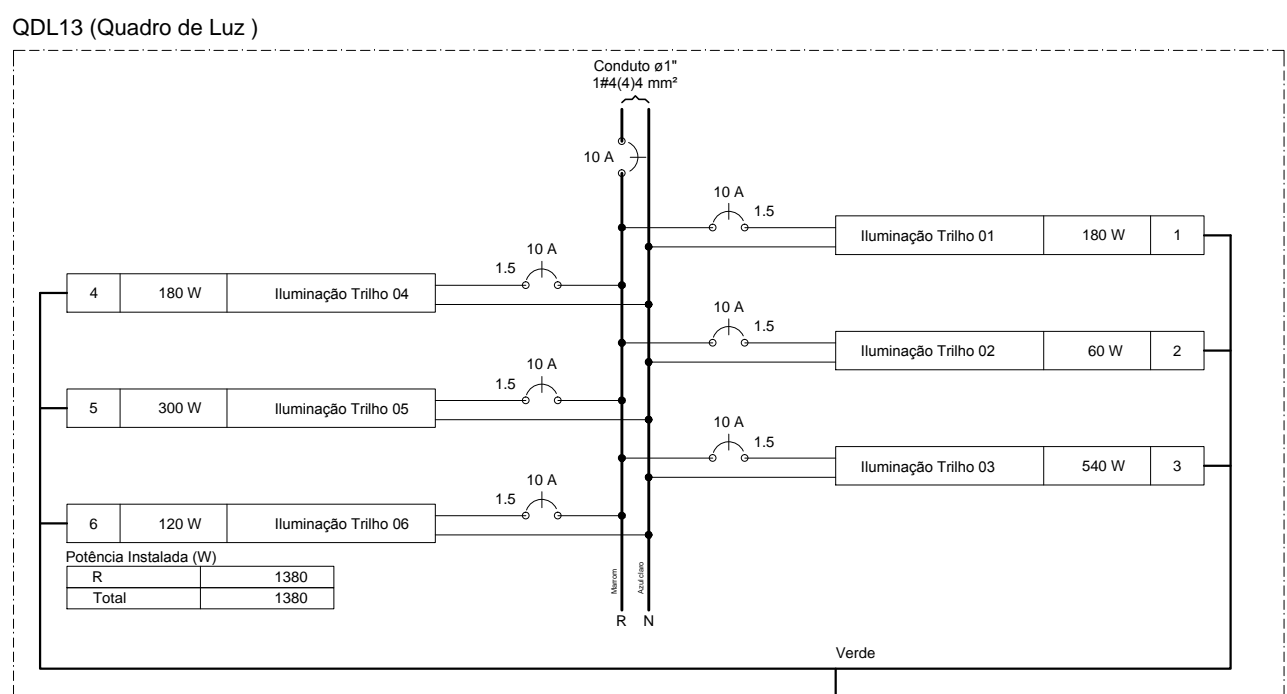 QDL13 (Quadro de Luz )
Conduto ø1"
1#4(4)4 mm²
10 A
10 A
1.5
Iluminação Trilho 01 180 W 1
10 A
1.5
4 180 W Iluminação Trilho 04
10 A
1.5
Iluminação Trilho 02 60 W 2
10 A
1.5
5 300 W Iluminação Trilho 05
10 A
1.5
Iluminação Trilho 03 540 W 3
10 A
1.5
6 120 W Iluminação Trilho 06
Potência Instalada (W)
R 1380
Total 1380
Marrom
Azul claro
R N
Verde